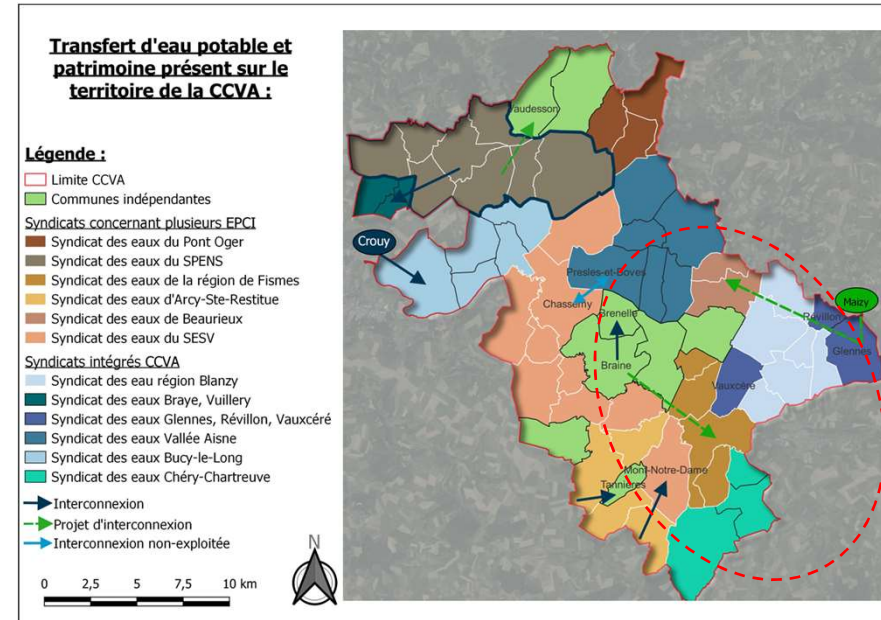 Transfert d'eau potable et
patrimoine présent sur le
territoire de la CCVA :
Légende :
Limite CCVA
Communes indépendantes
Syndicats concernant plusieurs EPCI
Syndicat des eaux du Pont Oger
Syndicat des eaux du SPENS
Syndicat des eaux de la région de Fismes
Syndicat des eaux d'Arcy-Ste-Restitue
Syndicat des eaux de Beaurieux
Syndicat des eaux du SESV
Syndicats intégrés CCVA
Syndicat des eau région Blanzy
Syndicat des eaux Braye, Vuillery
Syndicat des eaux Glennes, Révillon, Vauxcéré
Syndicat des eaux Vallée Aisne
Syndicat des eaux Bucy-le-Long
Syndicat des eaux Chéry-Chartreuve
Interconnexion
Projet d'interconnexion
Interconnexion non-exploitée
0 2,5 5 7,5 10 km
N
Vaudesson
Crouy
Presles-et-Boves
Chassemy
Brenelle
Braine
Maizy
Révillon
Glennes
Vauxcéré
Mont-Notre-Dame
Tannières